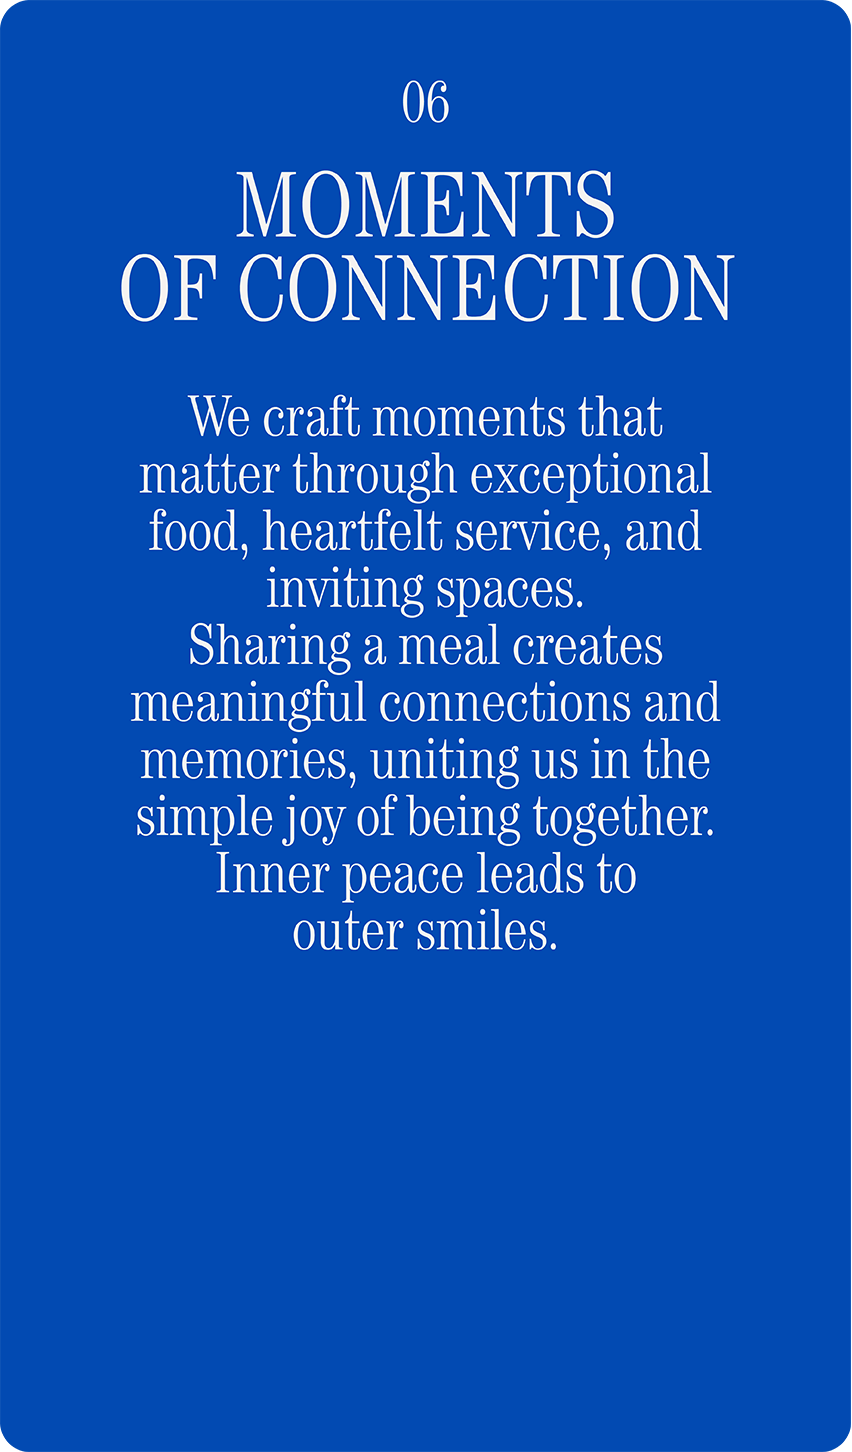 06
MOMENTS
OF CONNECTION
We craft moments that
matter through exceptional
food, heartfelt service, and
inviting spaces.
Sharing a meal creates
meaningful connections and
memories, uniting us in the
simple joy of being together.
Inner peace leads to
outer smiles.